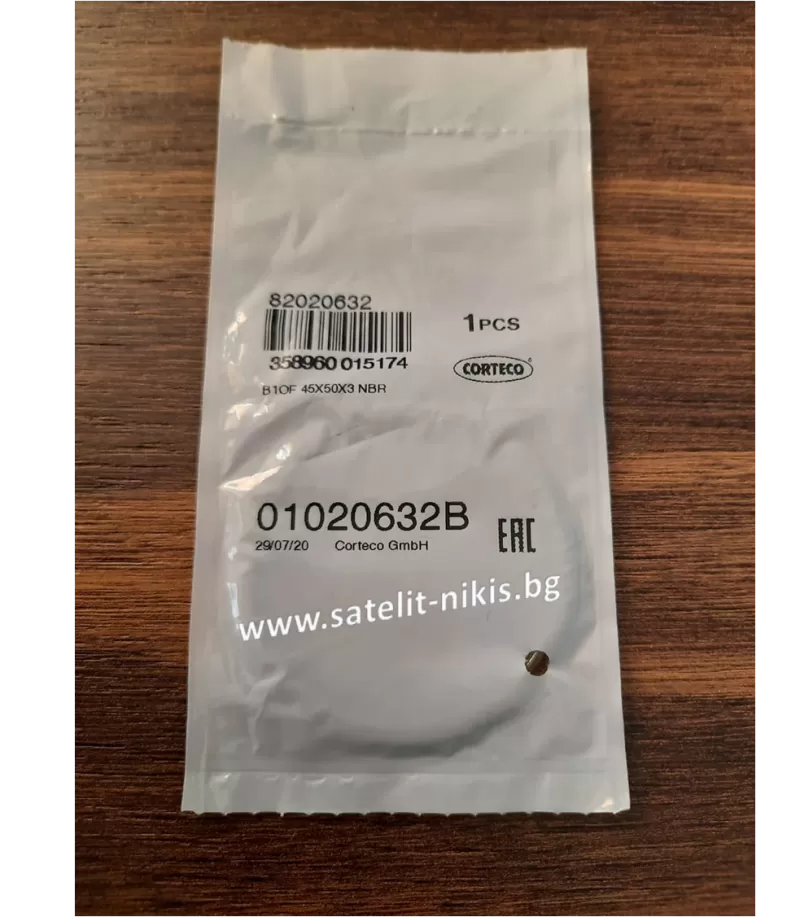 82020632
358960 015174
B1OF 45X50X3 NBR
1PCS
CORTECO
01020632B
29/07/20 Corteco GmbH
EAC
www.satelit-nikis.bg